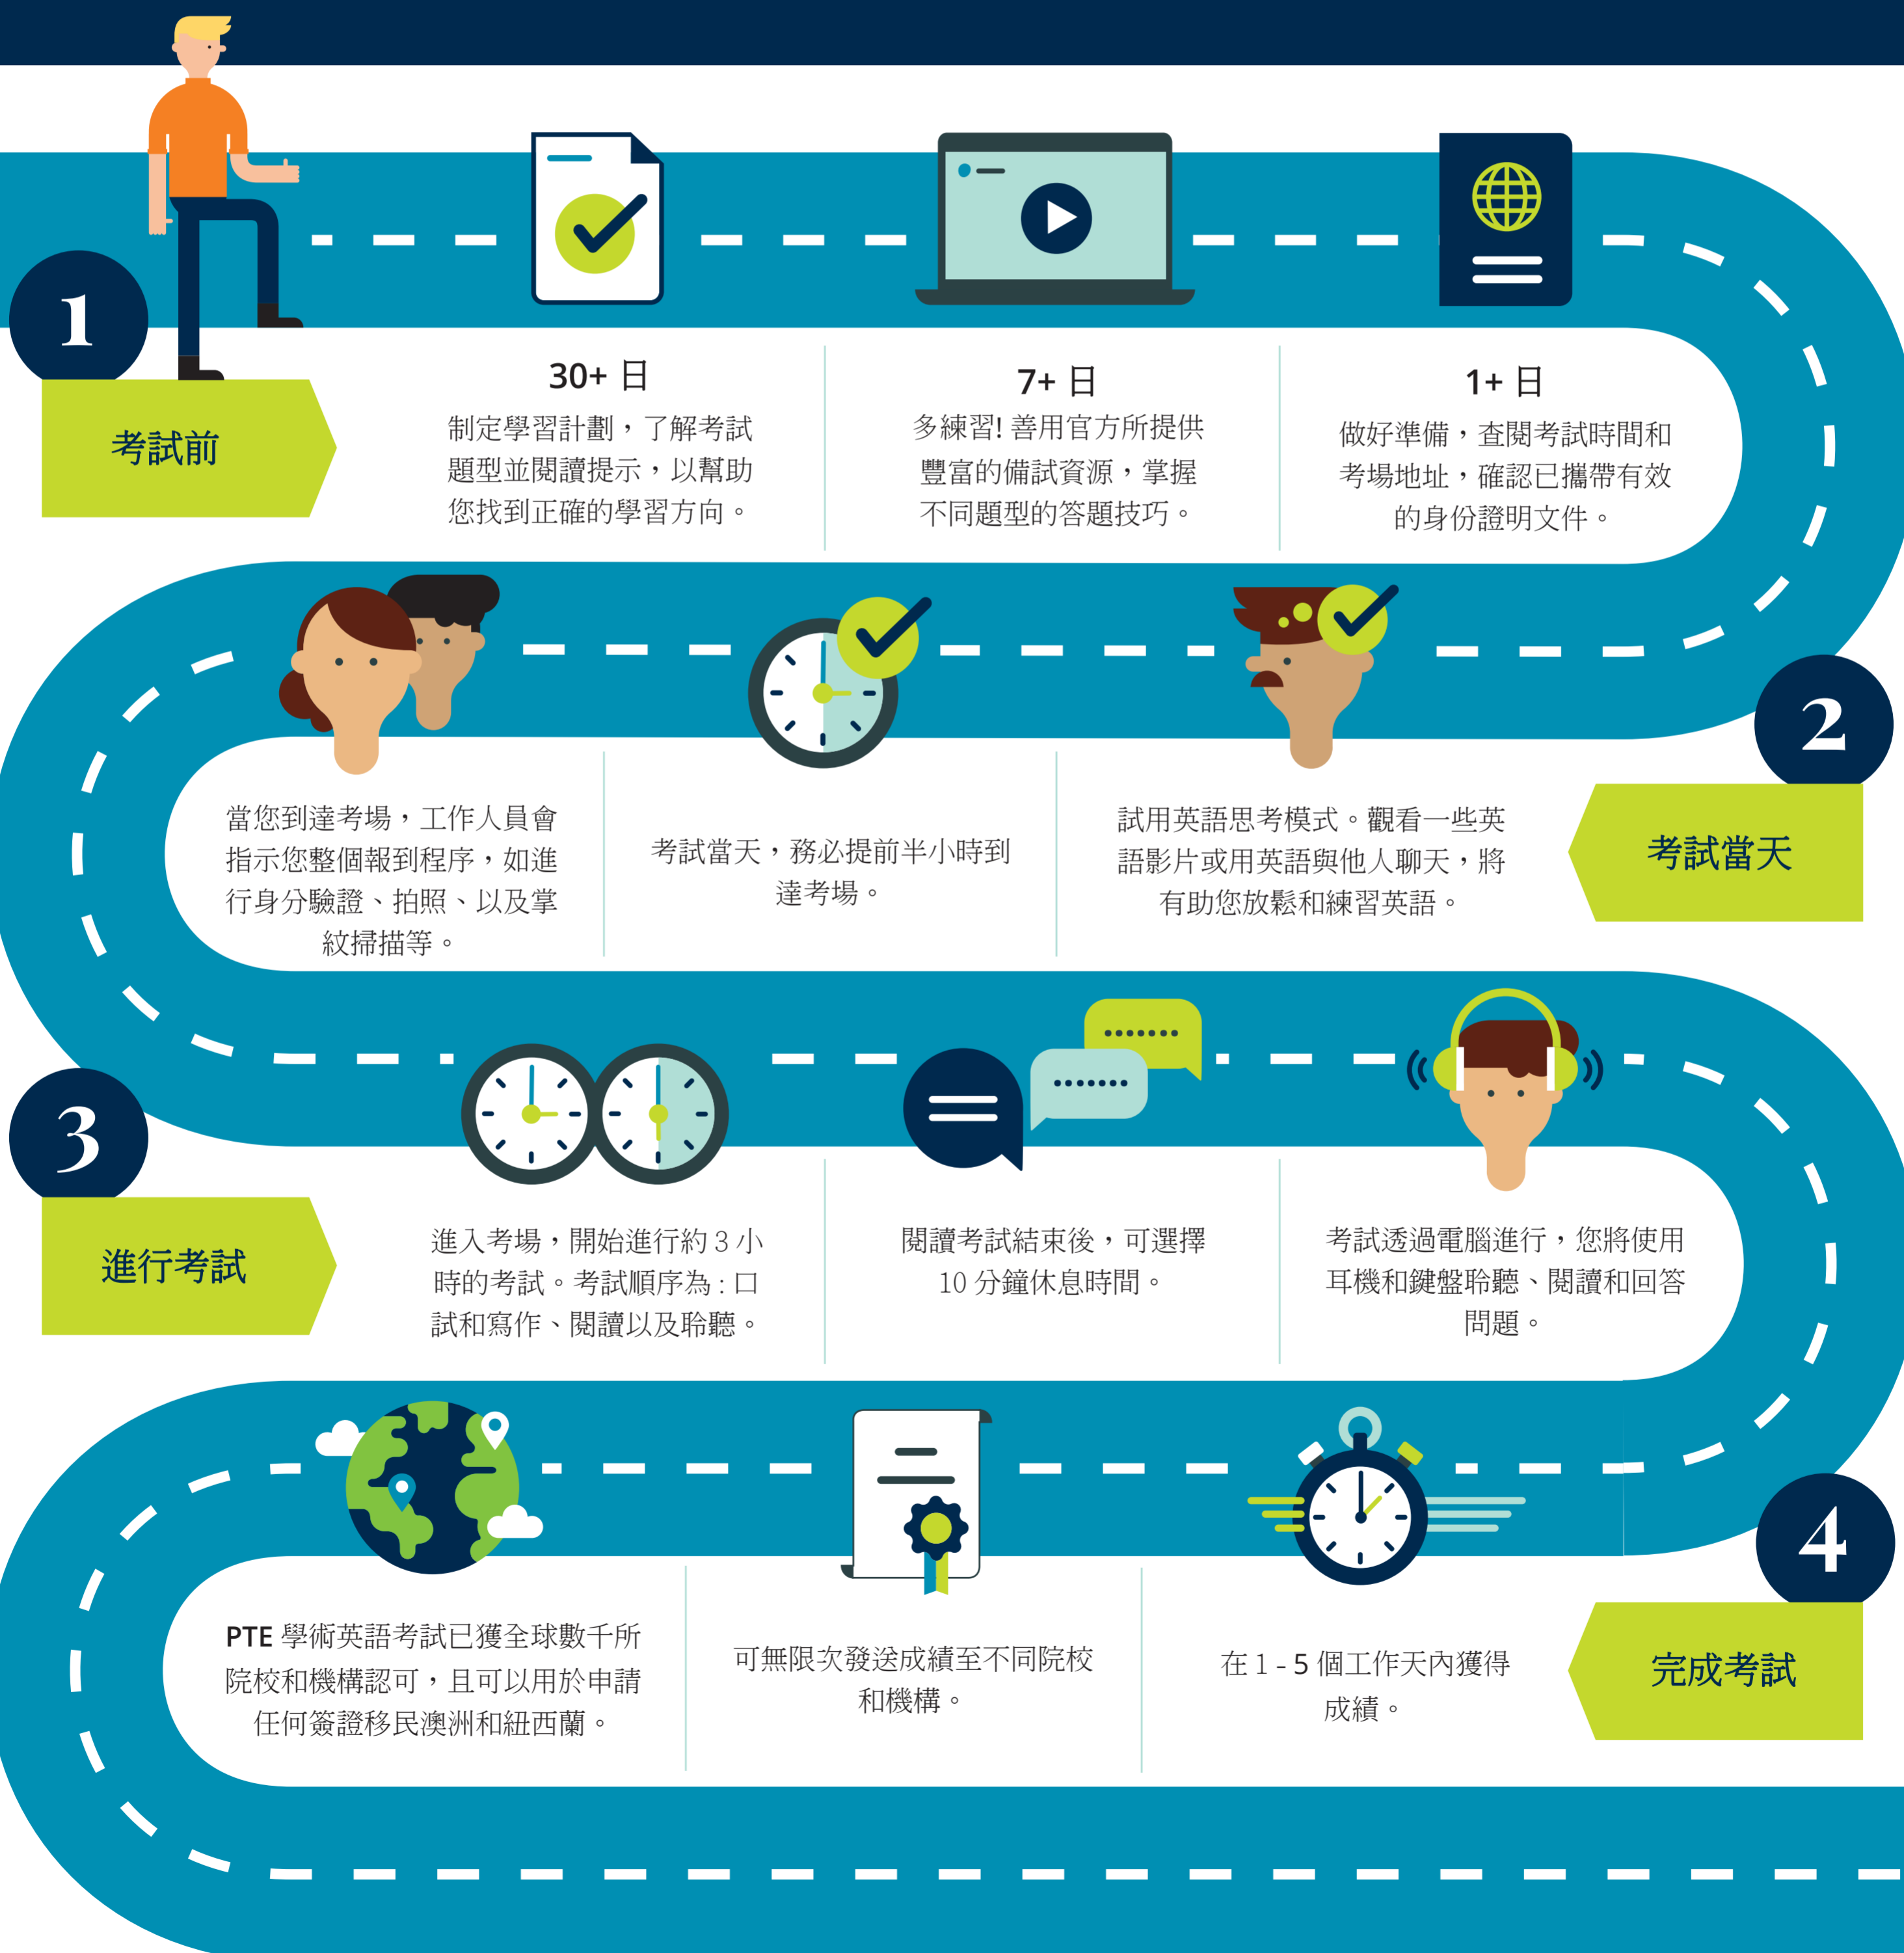 1
考試前
30+ 日
制定學習計劃，了解考試
題型並閱讀提示，以幫助
您找到正確的學習方向。
7+ 日
多練習! 善用官方所提供
豐富的備試資源，掌握
不同題型的答題技巧。
1+ 日
做好準備，查閱考試時間和
考場地址，確認已攜帶有效
的身份證明文件。
2
考試當天
試用英語思考模式。觀看一些英
語影片或用英語與他人聊天，將
有助您放鬆和練習英語。
考試當天，務必提前半小時到
達考場。
當您到達考場，工作人員會
指示您整個報到程序，如進
行身分驗證、拍照、以及掌
紋掃描等。
3
進行考試
進入考場，開始進行約 3 小
時的考試。考試順序為 : 口
試和寫作、閱讀以及聆聽。
閱讀考試結束後，可選擇
10 分鐘休息時間。
考試透過電腦進行，您將使用
耳機和鍵盤聆聽、閱讀和回答
問題。
4
完成考試
在 1 - 5 個工作天內獲得
成績。
可無限次發送成績至不同院校
和機構。
PTE 學術英語考試已獲全球數千所
院校和機構認可，且可以用於申請
任何簽證移民澳洲和紐西蘭。